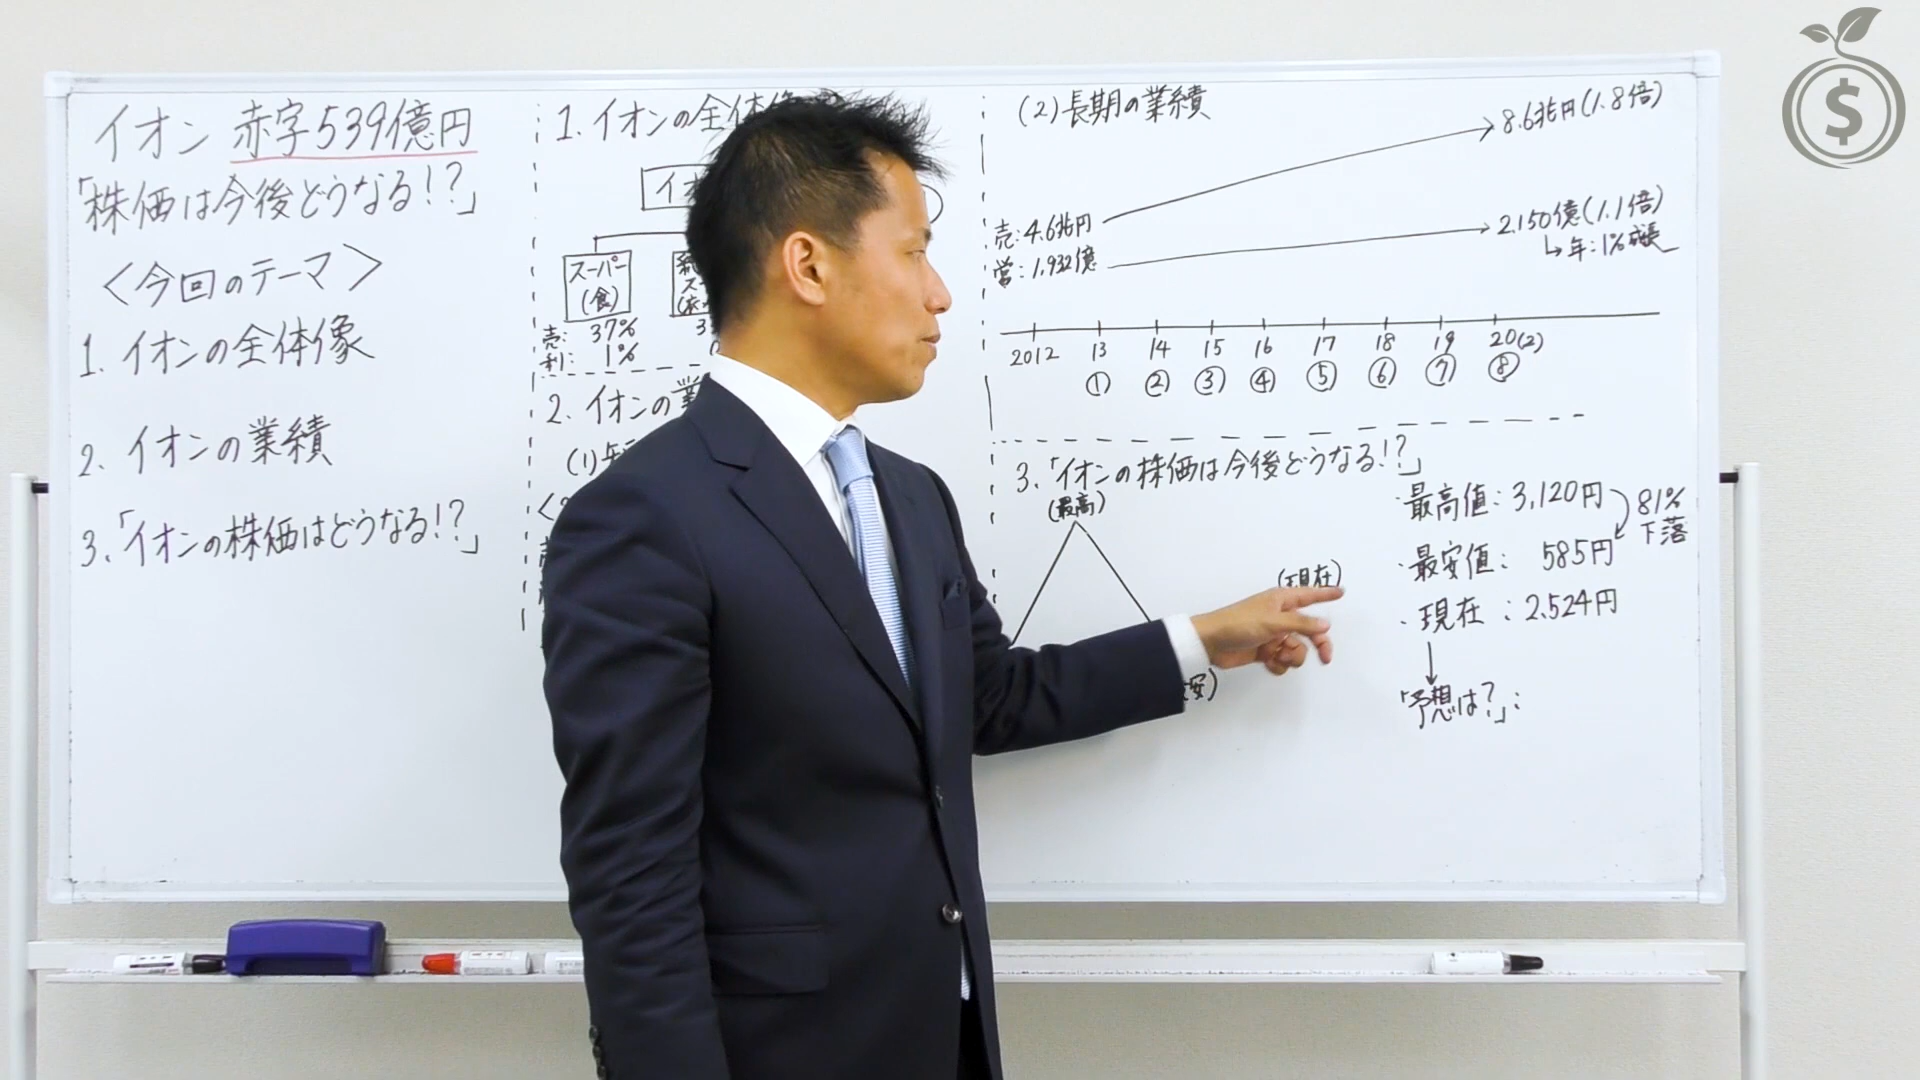 イオン 赤字539億円
「株価は今後どうなる!?」
<今回のテーマ>
1. イオンの全体像
2. イオンの業績
3.「イオンの株価はどうなる!?」
1. イオンの全体像
イオ
スーパー
(食)
売: 37%
利: 1%
2. イオンの業
(1)
(2)長期の業績
8.6兆円(1.8倍)
売:4.6兆円
2.150億(1.1倍)
↳年:1%成長
営:1,932億
2012 13 14 15 16 17 18 19 20(2)
① ② ③ ④ ⑤ ⑥ ⑦ ⑧
3.「イオンの株価は今後どうなる!?」
(最高)
(現在)
安)
・最高値:3,120円
81%
下落
・最安値: 585円
・現在 :2.524円
「予想は?」:
$